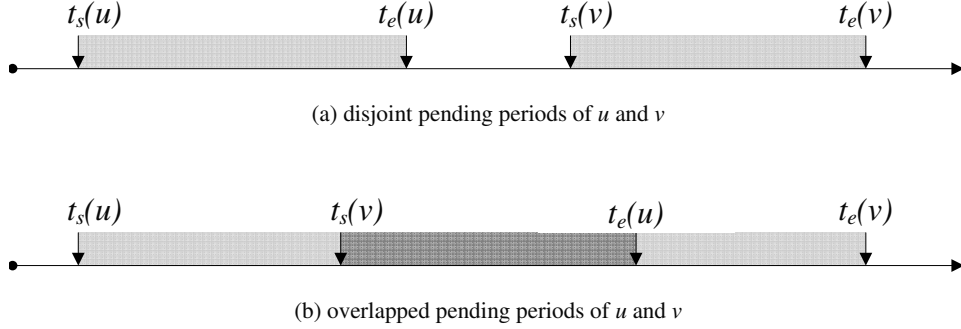 t_s(u) t_e(u) t_s(v) t_e(v)
(a) disjoint pending periods of u and v
t_s(u) t_s(v) t_e(u) t_e(v)
(b) overlapped pending periods of u and v